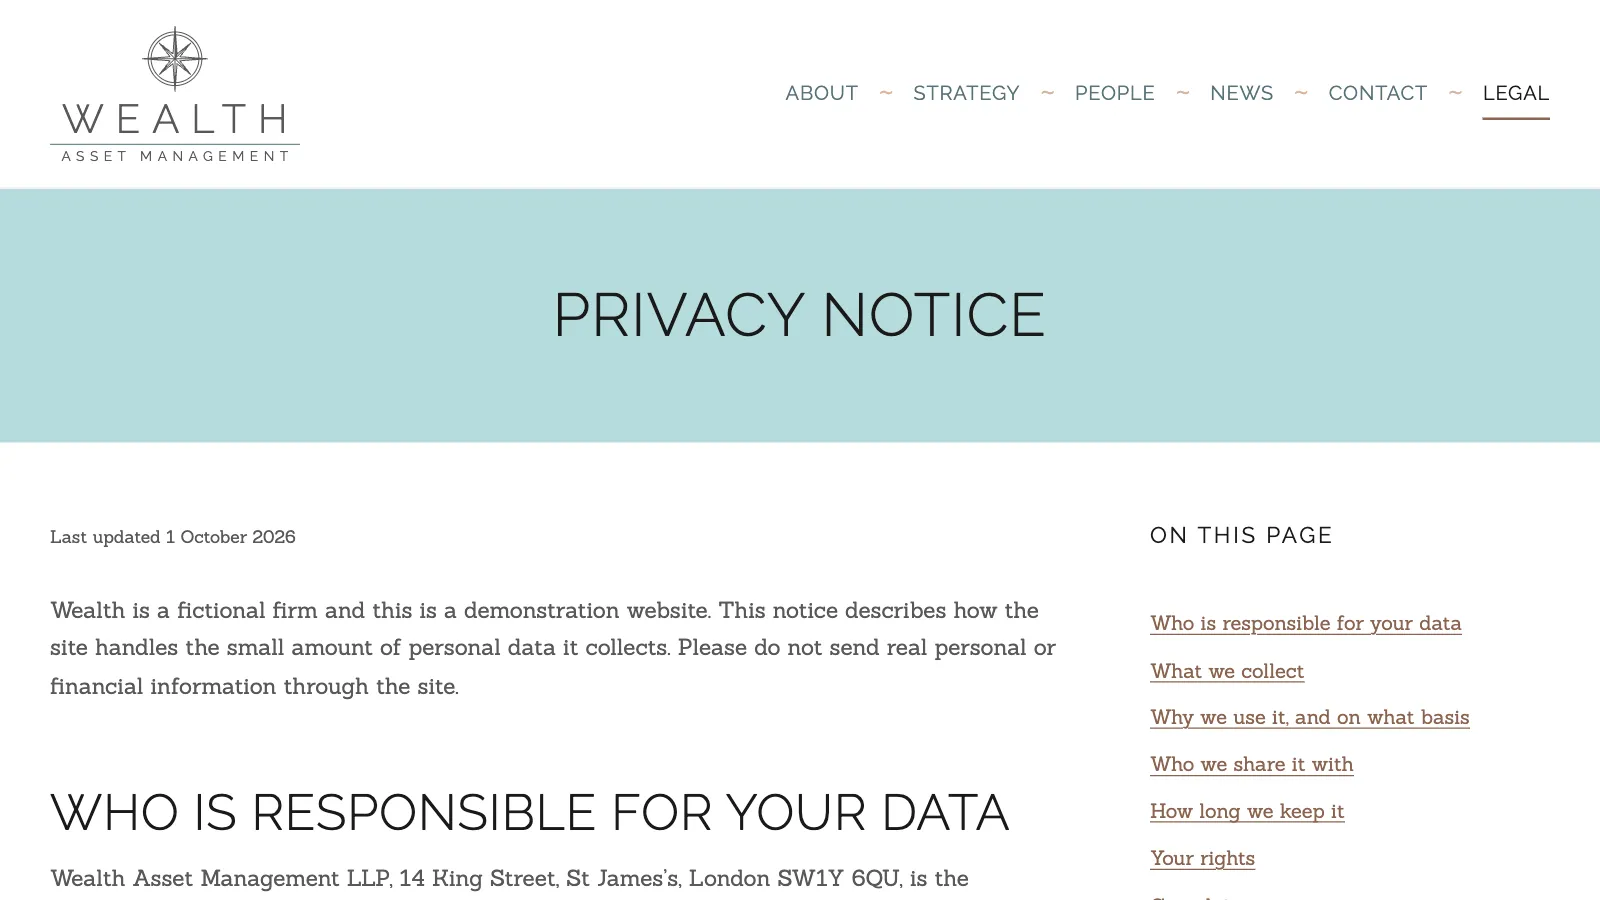 WEALTH
ASSET MANAGEMENT
ABOUT ~ STRATEGY ~ PEOPLE ~ NEWS ~ CONTACT ~ LEGAL
PRIVACY NOTICE
Last updated 1 October 2026
Wealth is a fictional firm and this is a demonstration website. This notice describes how the
site handles the small amount of personal data it collects. Please do not send real personal or
financial information through the site.
WHO IS RESPONSIBLE FOR YOUR DATA
Wealth Asset Management LLP, 14 King Street, St James’s, London SW1Y 6QU, is the
ON THIS PAGE
Who is responsible for your data
What we collect
Why we use it, and on what basis
Who we share it with
How long we keep it
Your rights